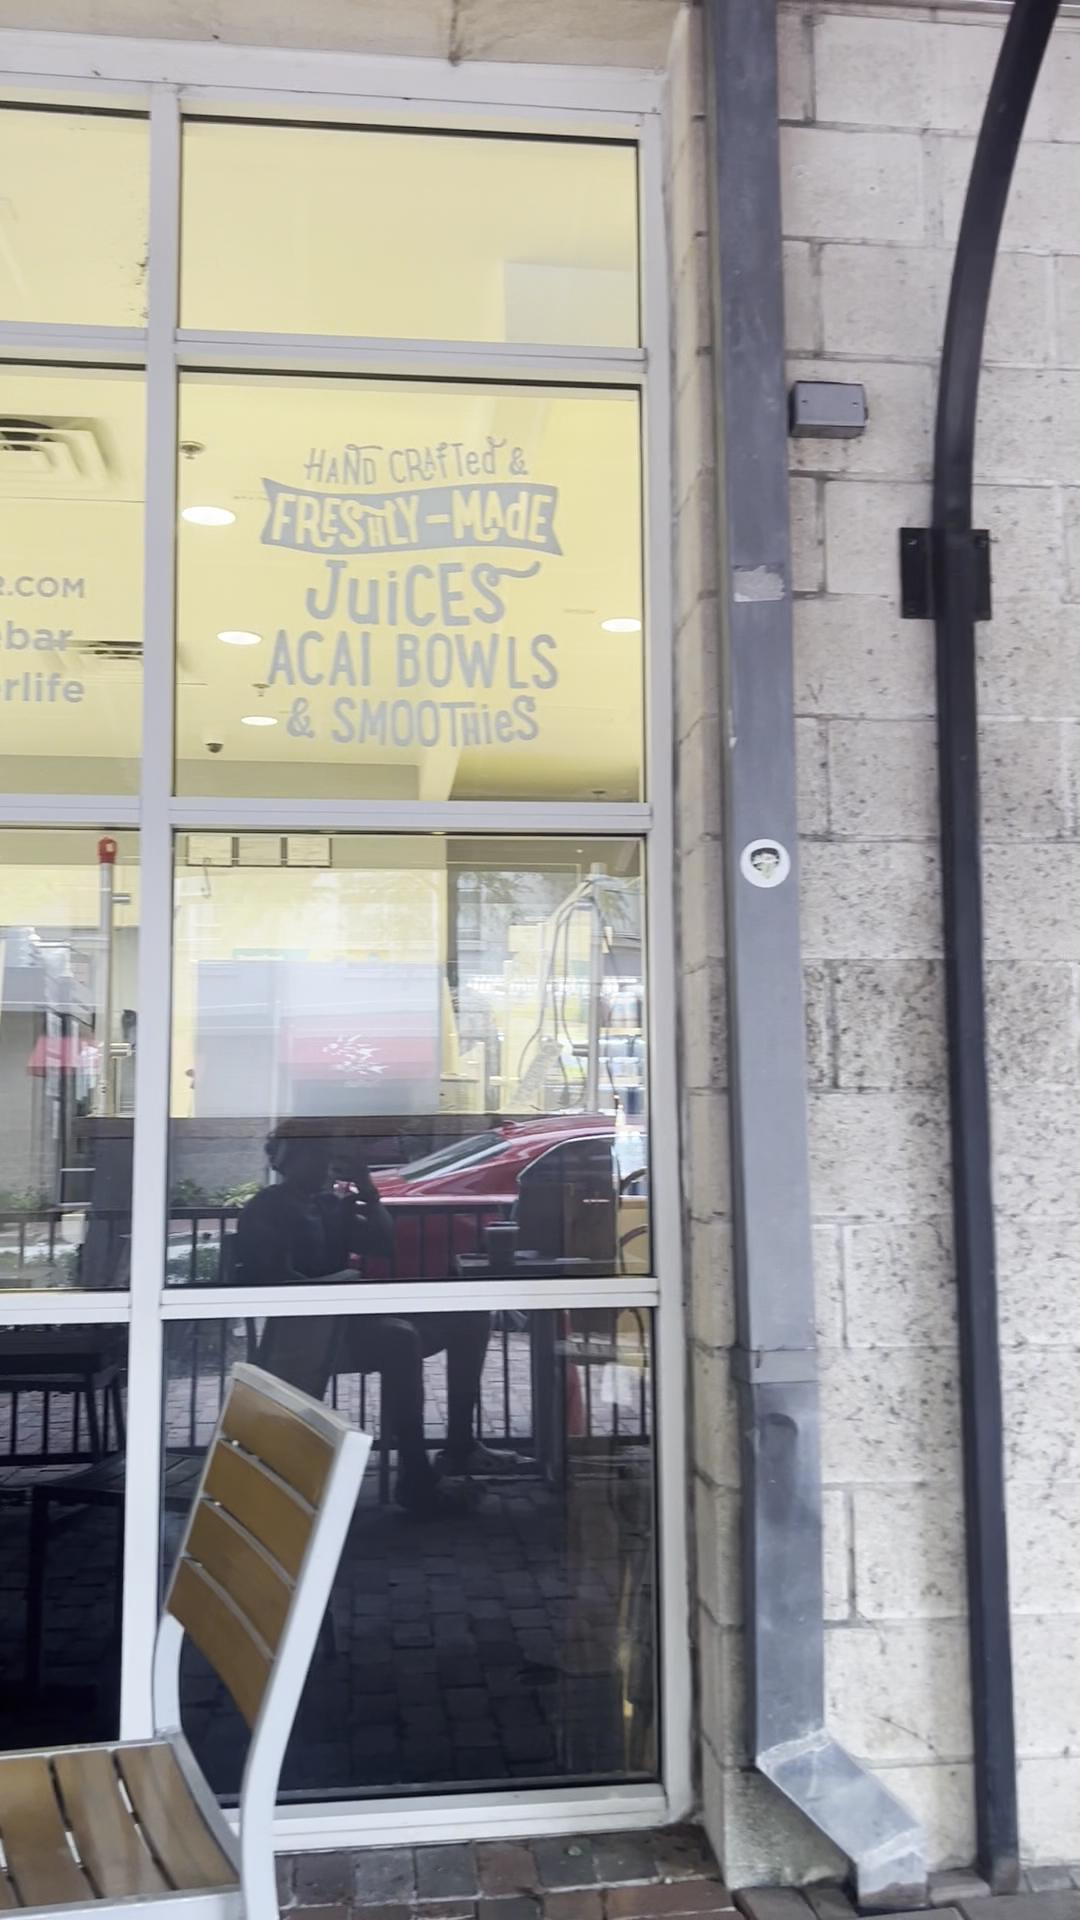 R.COM
ebar
rlife
HAND CRAfTed &
FRESHLY-MAdE
JuiCES
ACAI BOWLS
& SMOOTHieS